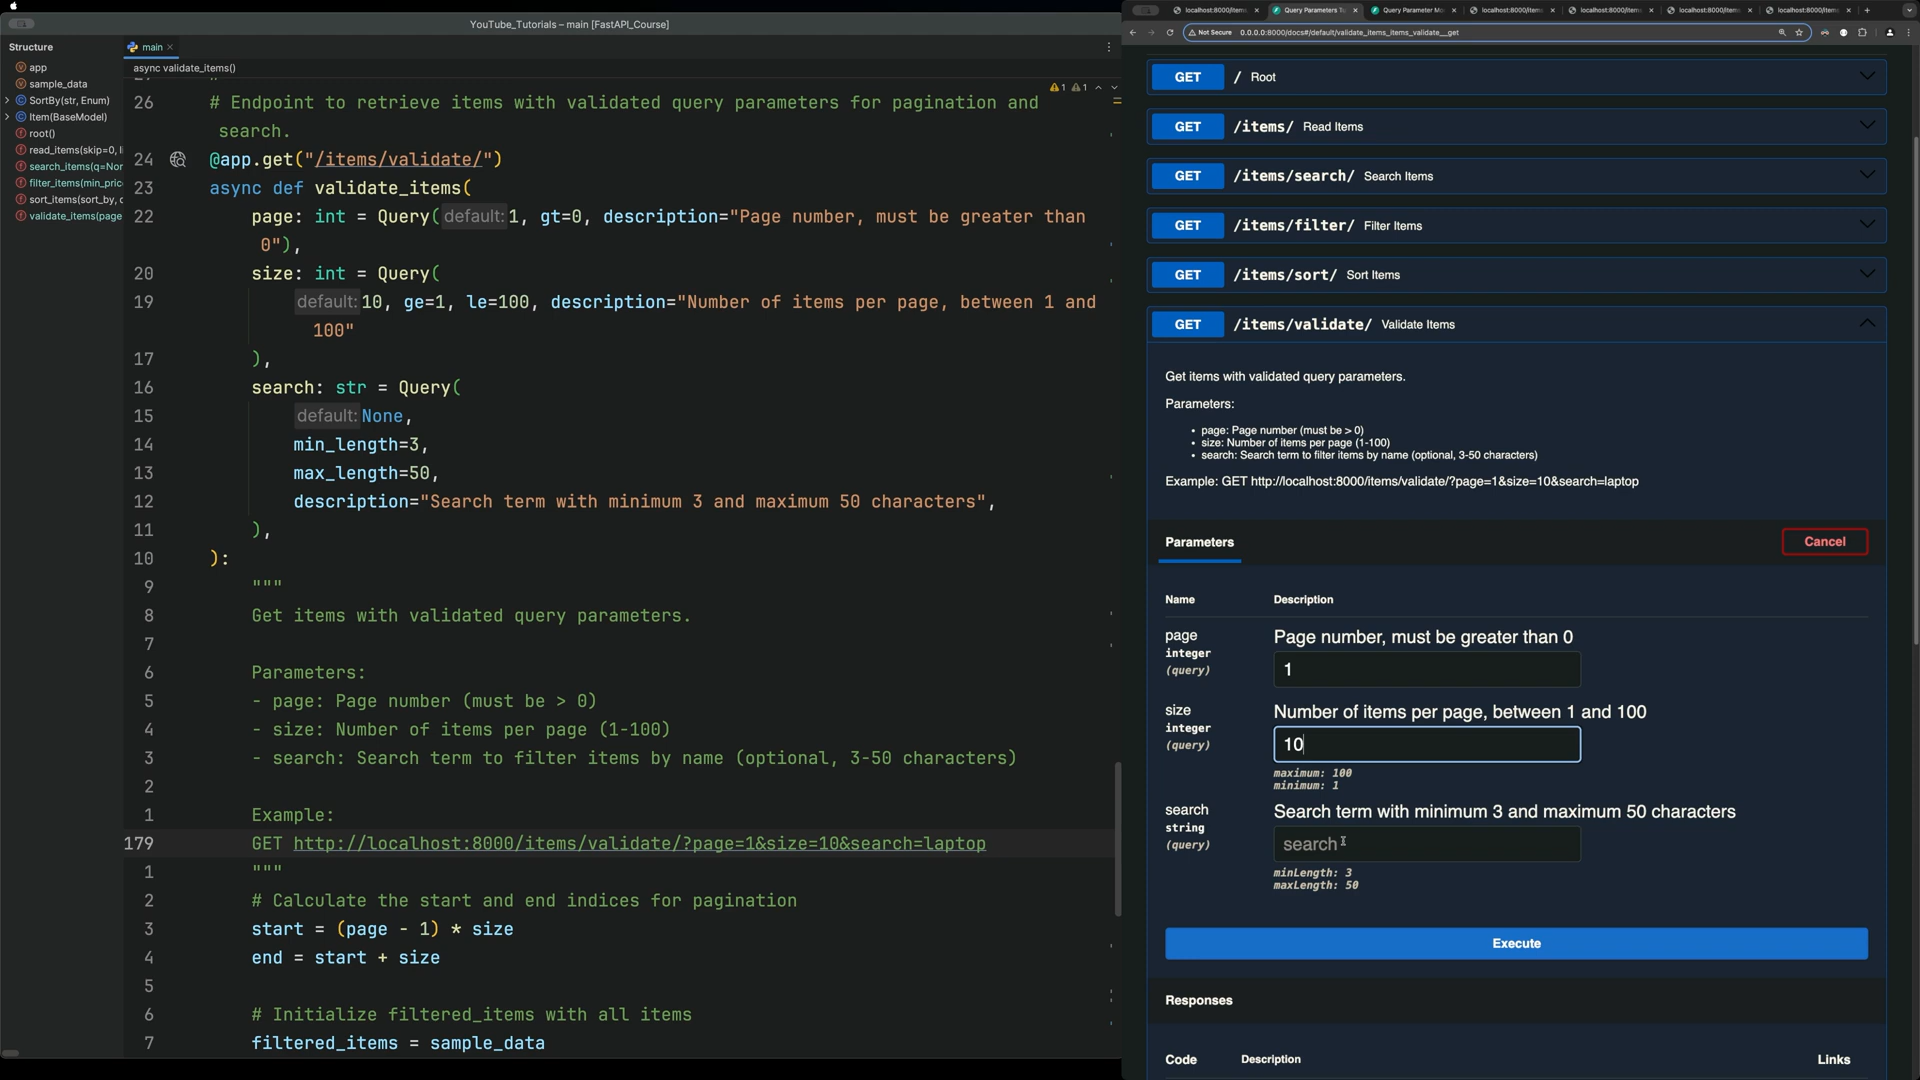 YouTube_Tutorials – main [FastAPI_Course]
Structure
main
async validate_items()
app
sample_data
SortBy(str, Enum)
Item(BaseModel)
root()
read_items(skip=0, li
search_items(q=Nor
filter_items(min_pric
sort_items(sort_by, o
validate_items(page
1 1
26 # Endpoint to retrieve items with validated query parameters for pagination and
search.
24 @app.get("/items/validate/")
23 async def validate_items(
22 page: int = Query(default:1, gt=0, description="Page number, must be greater than
0"),
20 size: int = Query(
19 default:10, ge=1, le=100, description="Number of items per page, between 1 and
100"
17 ),
16 search: str = Query(
15 default:None,
14 min_length=3,
13 max_length=50,
12 description="Search term with minimum 3 and maximum 50 characters",
11 ),
10 ):
9 """
8 Get items with validated query parameters.
7
6 Parameters:
5 - page: Page number (must be > 0)
4 - size: Number of items per page (1-100)
3 - search: Search term to filter items by name (optional, 3-50 characters)
2
1 Example:
179 GET http://localhost:8000/items/validate/?page=1&size=10&search=laptop
1 """
2 # Calculate the start and end indices for pagination
3 start = (page - 1) * size
4 end = start + size
5
6 # Initialize filtered_items with all items
7 filtered_items = sample_data
localhost:8000/items Query Parameters T Query Parameter Mo localhost:8000/items localhost:8000/items localhost:8000/items localhost:8000/items
Not Secure 0.0.0.0:8000/docs#/default/validate_items_items_validate__get
GET / Root
GET /items/ Read Items
GET /items/search/ Search Items
GET /items/filter/ Filter Items
GET /items/sort/ Sort Items
GET /items/validate/ Validate Items
Get items with validated query parameters.
Parameters:
• page: Page number (must be > 0)
• size: Number of items per page (1-100)
• search: Search term to filter items by name (optional, 3-50 characters)
Example: GET http://localhost:8000/items/validate/?page=1&size=10&search=laptop
Parameters Cancel
Name Description
page Page number, must be greater than 0
integer
(query)
1
size Number of items per page, between 1 and 100
integer
(query)
10
maximum: 100
minimum: 1
search Search term with minimum 3 and maximum 50 characters
string
(query)
search
minLength: 3
maxLength: 50
Execute
Responses
Code Description Links